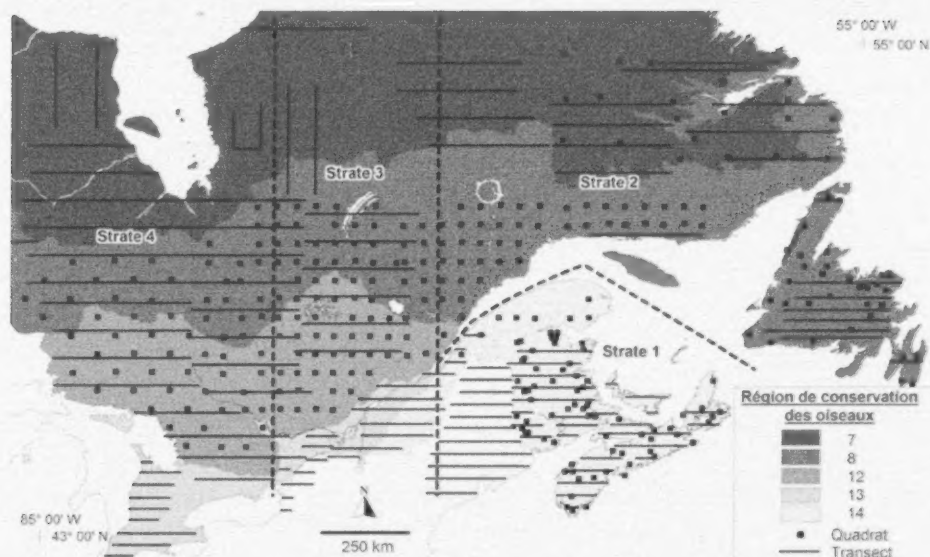 55° 00' W
55° 00' N
Strate 3
Strate 2
Strate 4
Strate 1
Région de conservation
des oiseaux
7
8
12
13
14
Quadrat
Transect
85° 00' W
43° 00' N
N
250 km